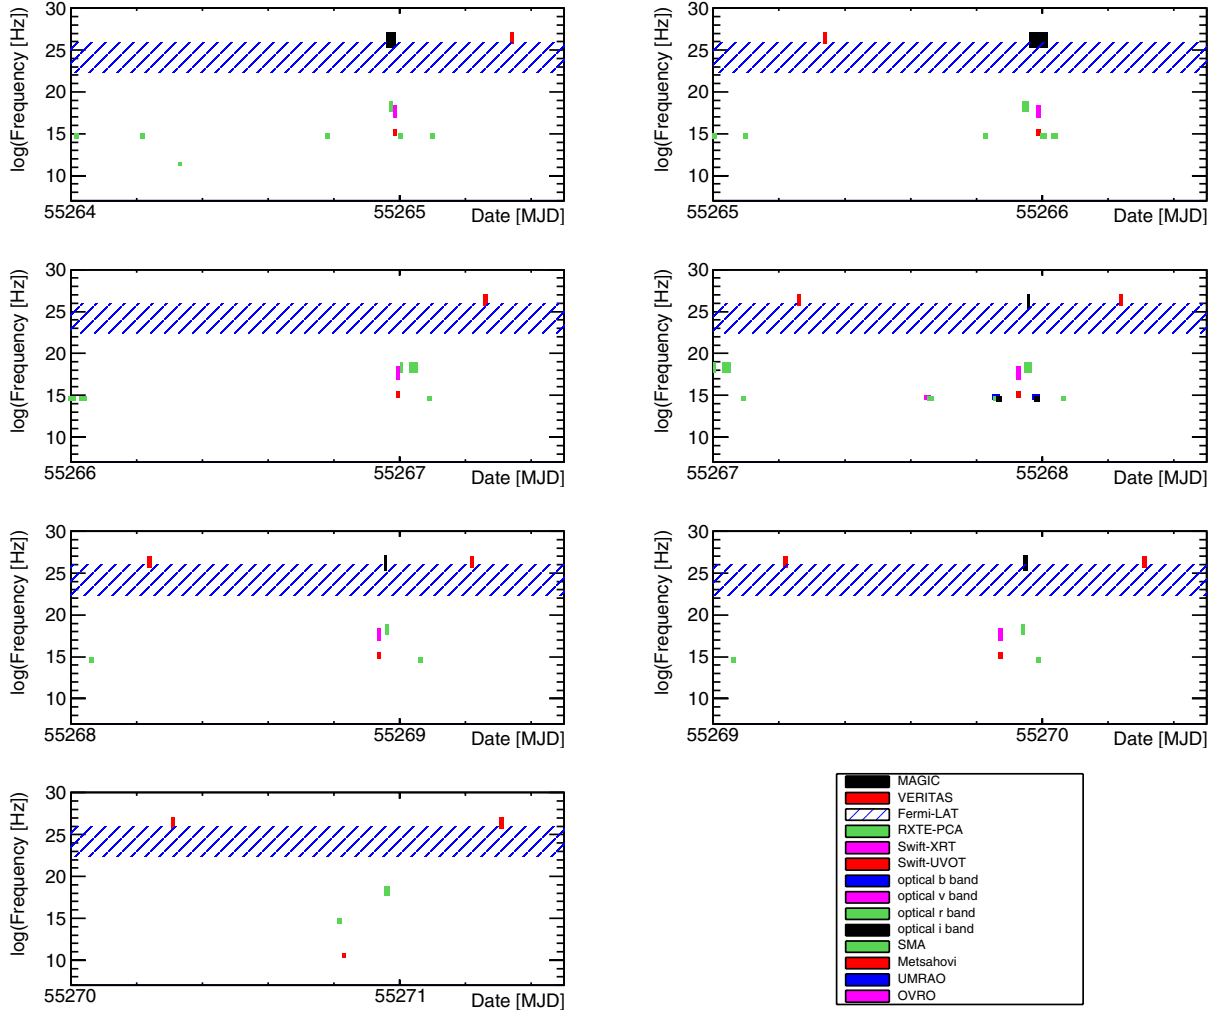 log(Frequency [Hz])
30
25
20
15
10
55264
55265
Date [MJD]
log(Frequency [Hz])
30
25
20
15
10
55265
55266
Date [MJD]
log(Frequency [Hz])
30
25
20
15
10
55266
55267
Date [MJD]
log(Frequency [Hz])
30
25
20
15
10
55267
55268
Date [MJD]
log(Frequency [Hz])
30
25
20
15
10
55268
55269
Date [MJD]
log(Frequency [Hz])
30
25
20
15
10
55269
55270
Date [MJD]
log(Frequency [Hz])
30
25
20
15
10
55270
55271
Date [MJD]
MAGIC
VERITAS
Fermi-LAT
RXTE-PCA
Swift-XRT
Swift-UVOT
optical b band
optical v band
optical r band
optical i band
SMA
Metsahovi
UMRAO
OVRO